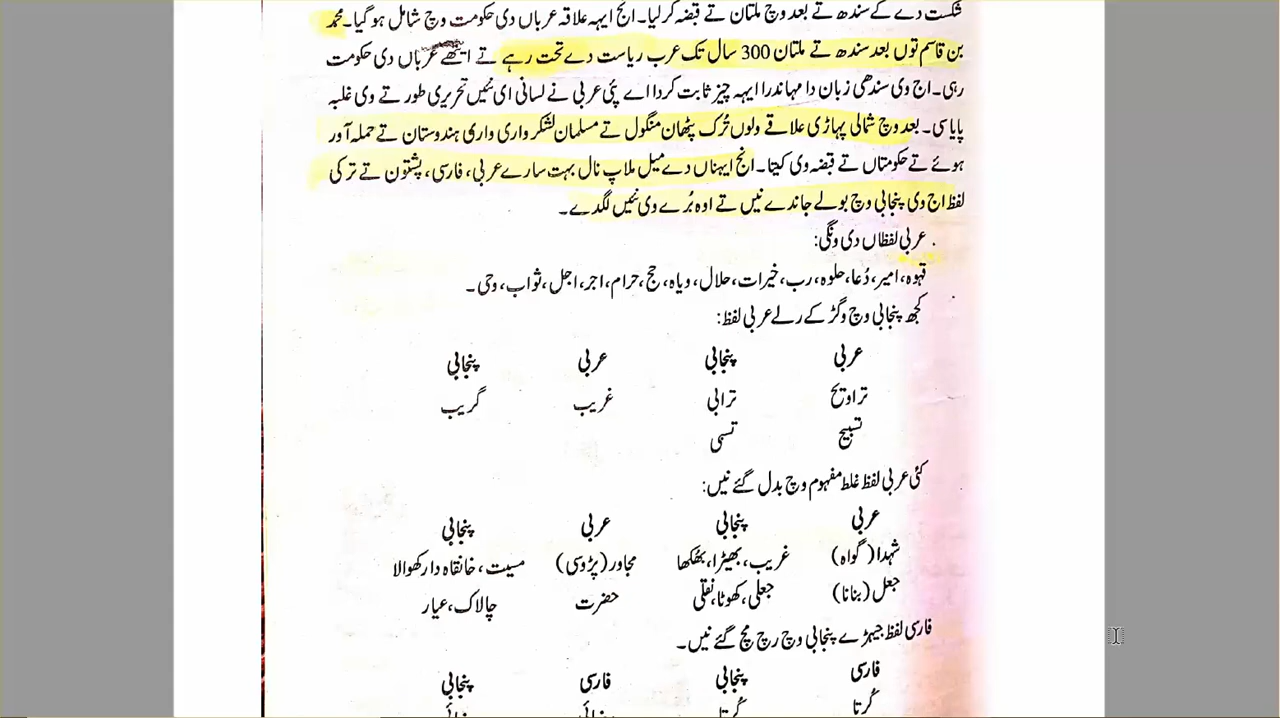 شکست دے کے سندھ تے بعد وچ ملتان تے قبضہ کر لیا۔ انج ایہہ علاقہ عرباں دی حکومت وچ شامل ہو گیا۔ محمد
بن قاسم توں بعد سندھ تے ملتان 300 سال تک عرب ریاست دے تحت رہے تے ایتھے عرباں دی حکومت
رہی۔ اج وی سندھی زبان دا مہاندرا ایہہ چیز ثابت کردا اے پئی عربی نے لسانی ای نئیں تحریری طور تے وی غلبہ
پایا سی۔ بعد وچ شمالی پہاڑی علاقے ولوں تُرک پٹھان منگول تے مسلمان لشکر واری واری ہندوستان تے حملہ آور
ہوئے تے حکومتاں تے قبضہ وی کیتا۔ انج ایہناں دے میل ملاپ نال بہت سارے عربی، فارسی، پشتون تے ترکی
لفظ اج وی پنجابی وچ بولے جاندے نیں تے اوہ بُرے وی نئیں لگدے۔
عربی لفظاں دی ونگی:
قہوہ، امیر، دُعا، حلوہ، رب، خیرات، حلال، ویاہ، حج، حرام، اجر، اجل، ثواب، وحی۔
کجھ پنجابی وچ وگڑ کے رلے عربی لفظ:
عربی پنجابی عربی پنجابی
تراویح ترابی غریب گریب
تسبیح تسبی
کئی عربی لفظ غلط مفہوم وچ بدل گئے نیں:
عربی پنجابی عربی پنجابی
شہدا (گواہ) غریب، بھیڑا، بھکھا مجاور (پڑوسی) مسیت، خانقاہ دا رکھوالا
جعل (بنانا) جعلی، کھوٹا، نقلی حضرت چالاک، عیار
فارسی لفظ جیہڑے پنجابی وچ رچ مچ گئے نیں۔
فارسی پنجابی فارسی پنجابی
کُرتا کُرتا